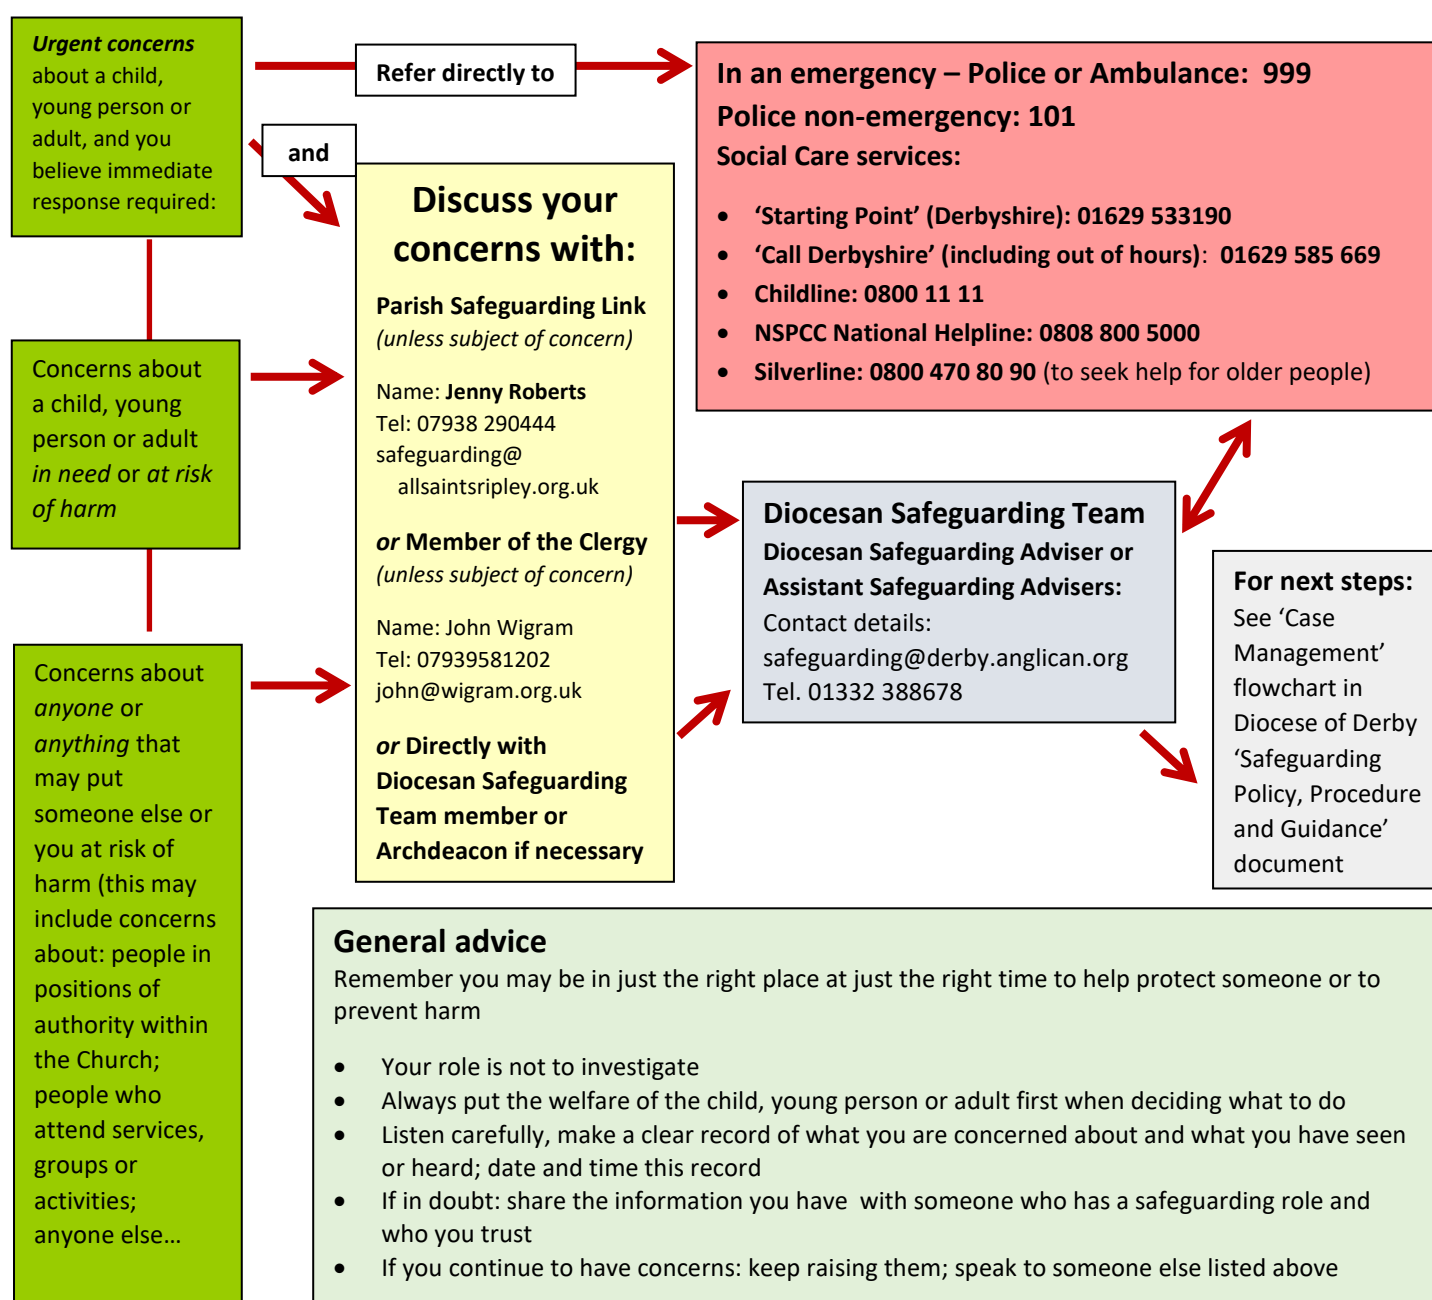 Urgent concerns
about a child,
young person or
adult, and you
believe immediate
response required:
Refer directly to
and
In an emergency – Police or Ambulance:  999
Police non-emergency: 101
Social Care services:
• 'Starting Point' (Derbyshire): 01629 533190
• 'Call Derbyshire' (including out of hours):  01629 585 669
• Childline: 0800 11 11
• NSPCC National Helpline: 0808 800 5000
• Silverline: 0800 470 80 90 (to seek help for older people)
Concerns about
a child, young
person or adult
in need or at risk
of harm
Concerns about
anyone or
anything that
may put
someone else or
you at risk of
harm (this may
include concerns
about: people in
positions of
authority within
the Church;
people who
attend services,
groups or
activities;
anyone else…
Discuss your
concerns with:
Parish Safeguarding Link
(unless subject of concern)
Name: Jenny Roberts
Tel: 07938 290444
safeguarding@
allsaintsripley.org.uk
or Member of the Clergy
(unless subject of concern)
Name: John Wigram
Tel: 07939581202
john@wigram.org.uk
or Directly with
Diocesan Safeguarding
Team member or
Archdeacon if necessary
Diocesan Safeguarding Team
Diocesan Safeguarding Adviser or
Assistant Safeguarding Advisers:
Contact details:
safeguarding@derby.anglican.org
Tel. 01332 388678
For next steps:
See 'Case
Management'
flowchart in
Diocese of Derby
'Safeguarding
Policy, Procedure
and Guidance'
document
General advice
Remember you may be in just the right place at just the right time to help protect someone or to
prevent harm
• Your role is not to investigate
• Always put the welfare of the child, young person or adult first when deciding what to do
• Listen carefully, make a clear record of what you are concerned about and what you have seen
or heard; date and time this record
• If in doubt: share the information you have  with someone who has a safeguarding role and
who you trust
• If you continue to have concerns: keep raising them; speak to someone else listed above